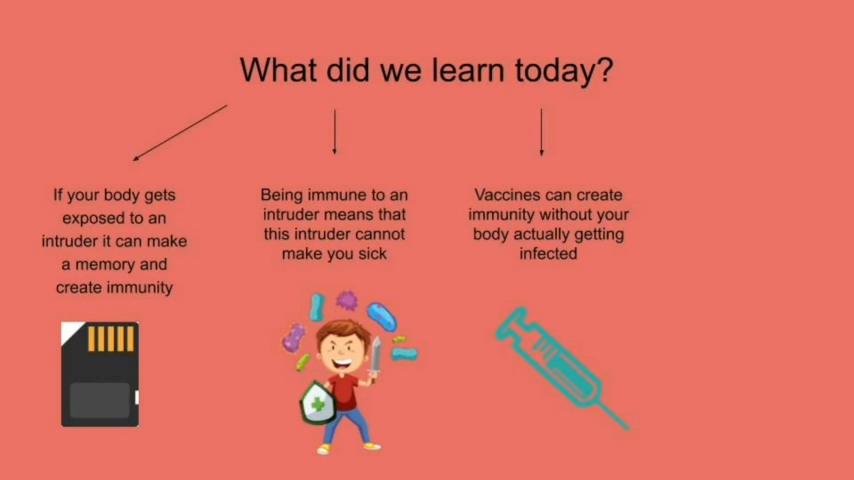 What did we learn today?
If your body gets
exposed to an
intruder it can make
a memory and
create immunity
Being immune to an
intruder means that
this intruder cannot
make you sick
Vaccines can create
immunity without your
body actually getting
infected